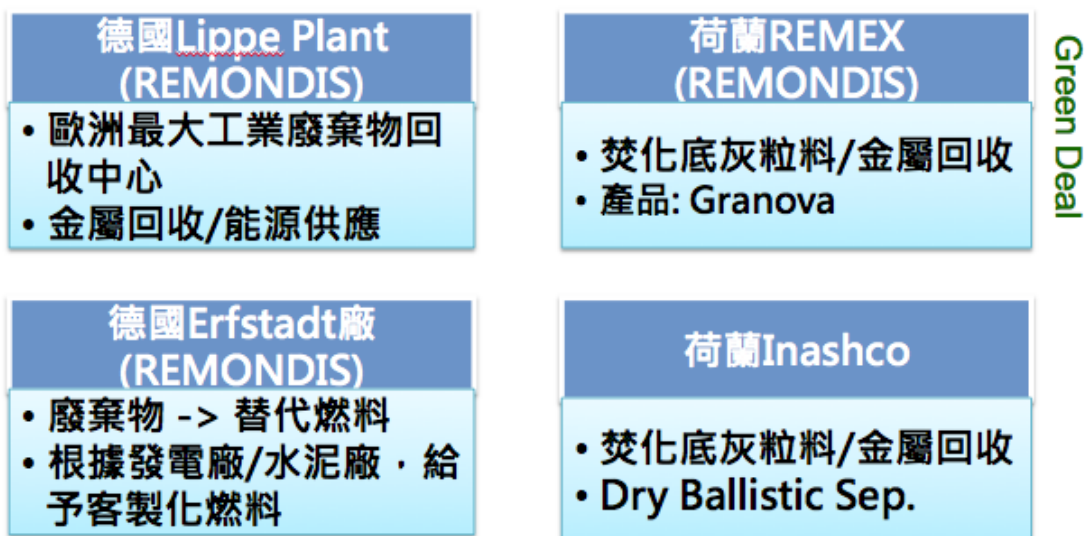 德國Lippe Plant
(REMONDIS)
• 歐洲最大工業廢棄物回
收中心
• 金屬回收/能源供應
荷蘭REMEX
(REMONDIS)
• 焚化底灰粒料/金屬回收
• 產品: Granova
Green Deal
德國Erfstadt廠
(REMONDIS)
• 廢棄物 -> 替代燃料
• 根據發電廠/水泥廠，給
予客製化燃料
荷蘭Inashco
• 焚化底灰粒料/金屬回收
• Dry Ballistic Sep.